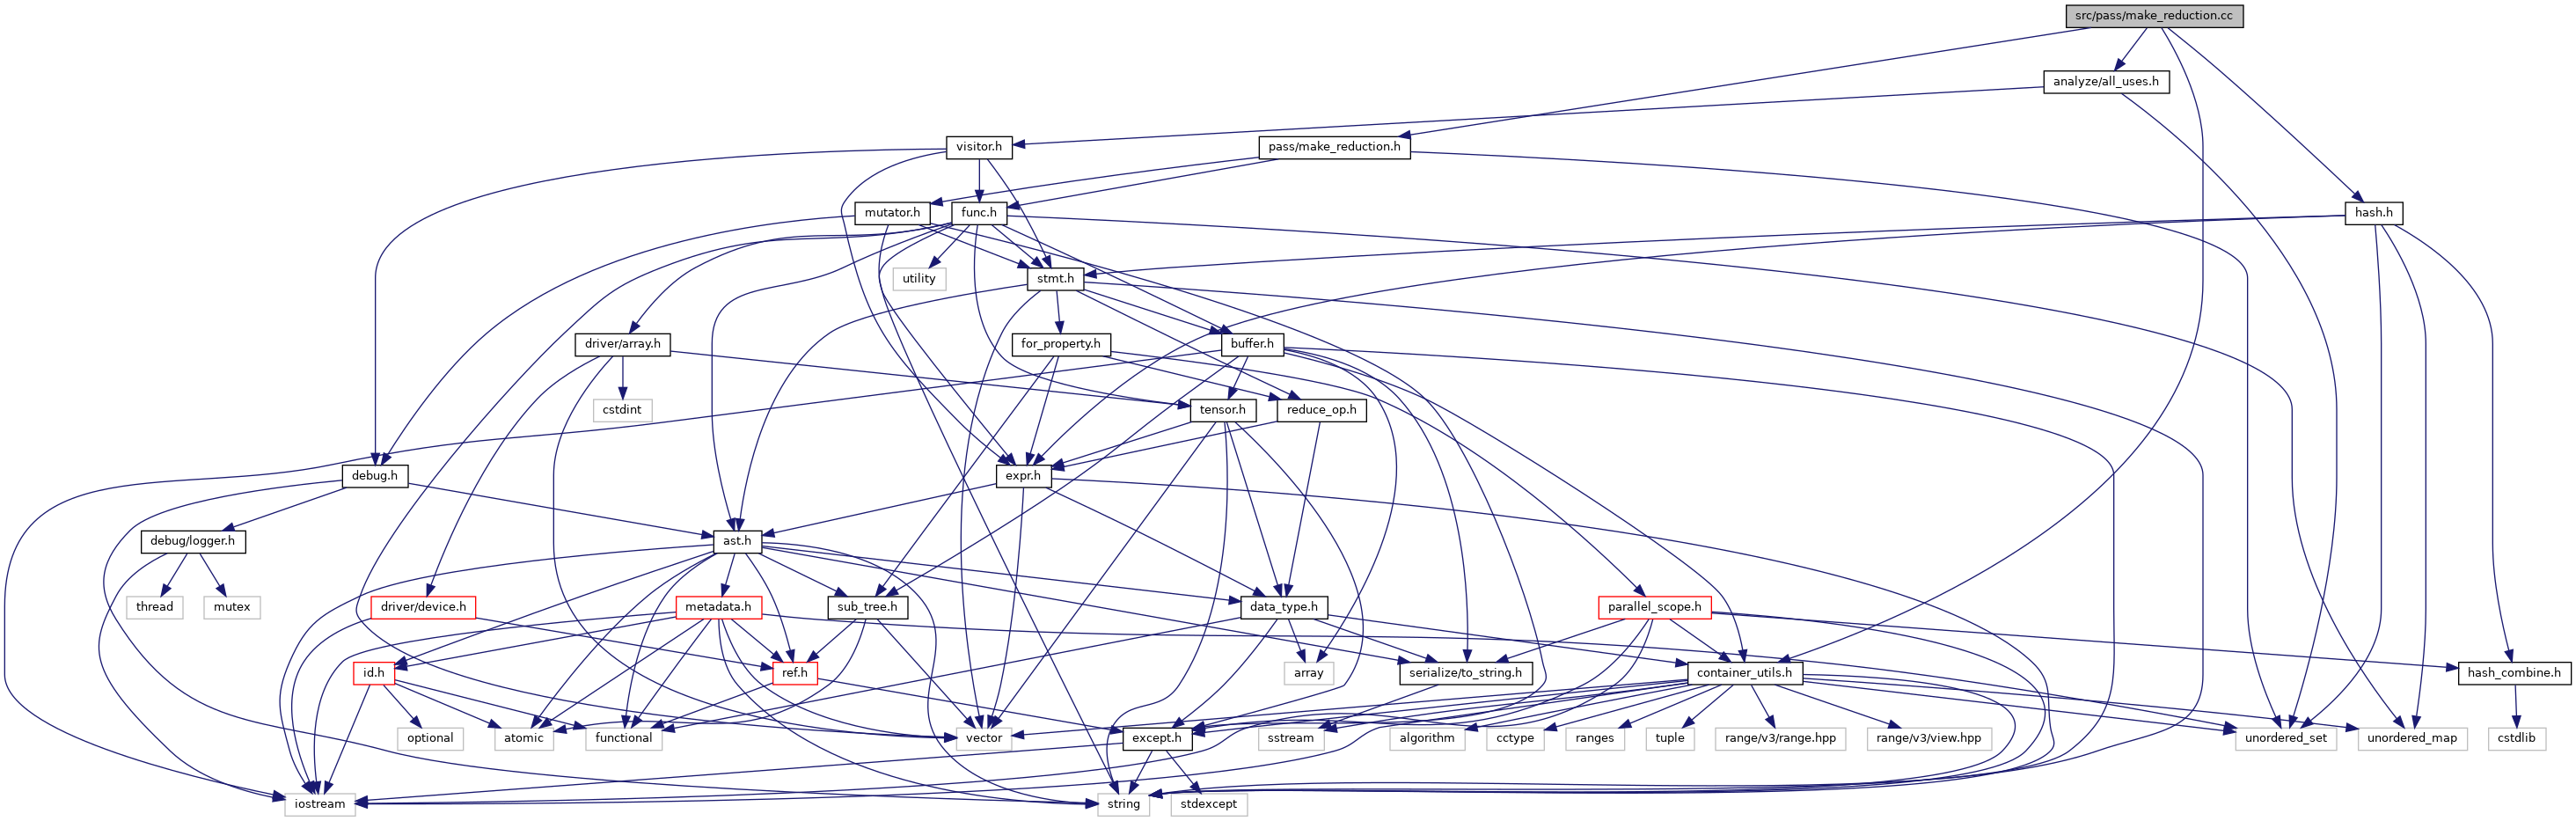 src/pass/make_reduction.cc
analyze/all_uses.h
visitor.h
pass/make_reduction.h
mutator.h
func.h
hash.h
utility
stmt.h
driver/array.h
for_property.h
buffer.h
cstdint
tensor.h
reduce_op.h
debug.h
expr.h
debug/logger.h
ast.h
thread
mutex
driver/device.h
metadata.h
sub_tree.h
data_type.h
parallel_scope.h
id.h
ref.h
array
serialize/to_string.h
container_utils.h
hash_combine.h
optional
atomic
functional
vector
except.h
sstream
algorithm
cctype
ranges
tuple
range/v3/range.hpp
range/v3/view.hpp
unordered_set
unordered_map
cstdlib
iostream
string
stdexcept